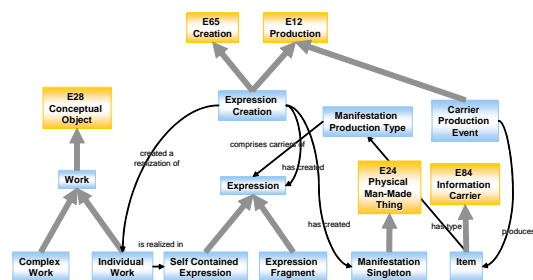 E65
Creation
E12
Production
E28
Conceptual
Object
Expression
Creation
Manifestation
Production Type
Carrier
Production
Event
created a
realization of
comprises carriers of
has created
E24
Physical
Man-Made
Thing
E84
Information
Carrier
Work
Expression
has created
has type
produces
is realized in
Complex
Work
Individual
Work
Self Contained
Expression
Expression
Fragment
Manifestation
Singleton
Item